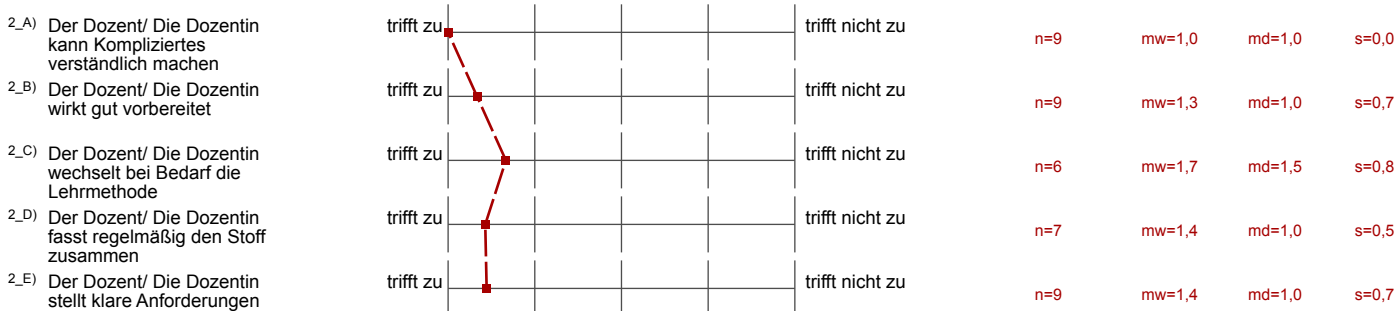 2_A) Der Dozent/ Die Dozentin
kann Kompliziertes
verständlich machen
trifft zu
trifft nicht zu
n=9 mw=1,0 md=1,0 s=0,0
2_B) Der Dozent/ Die Dozentin
wirkt gut vorbereitet
trifft zu
trifft nicht zu
n=9 mw=1,3 md=1,0 s=0,7
2_C) Der Dozent/ Die Dozentin
wechselt bei Bedarf die
Lehrmethode
trifft zu
trifft nicht zu
n=6 mw=1,7 md=1,5 s=0,8
2_D) Der Dozent/ Die Dozentin
fasst regelmäßig den Stoff
zusammen
trifft zu
trifft nicht zu
n=7 mw=1,4 md=1,0 s=0,5
2_E) Der Dozent/ Die Dozentin
stellt klare Anforderungen
trifft zu
trifft nicht zu
n=9 mw=1,4 md=1,0 s=0,7